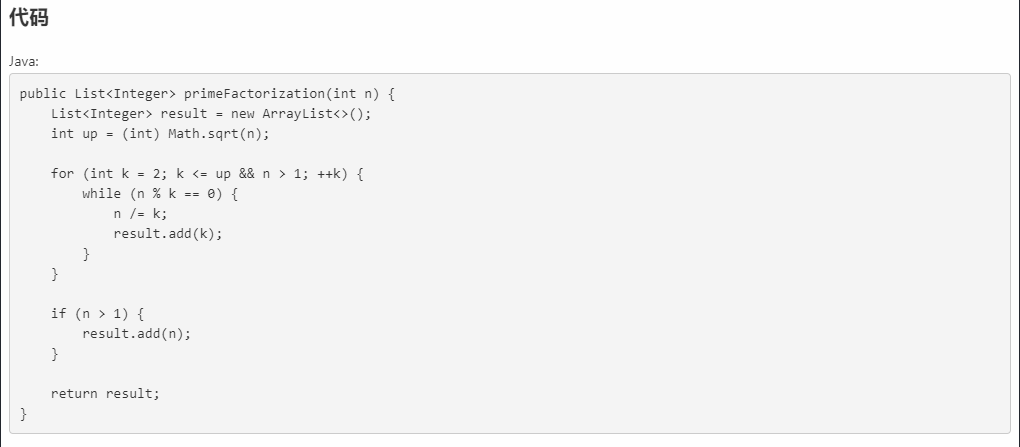 代码
Java:
public List<Integer> primeFactorization(int n) {
    List<Integer> result = new ArrayList<>();
    int up = (int) Math.sqrt(n);

    for (int k = 2; k <= up && n > 1; ++k) {
        while (n % k == 0) {
            n /= k;
            result.add(k);
        }
    }

    if (n > 1) {
        result.add(n);
    }

    return result;
}